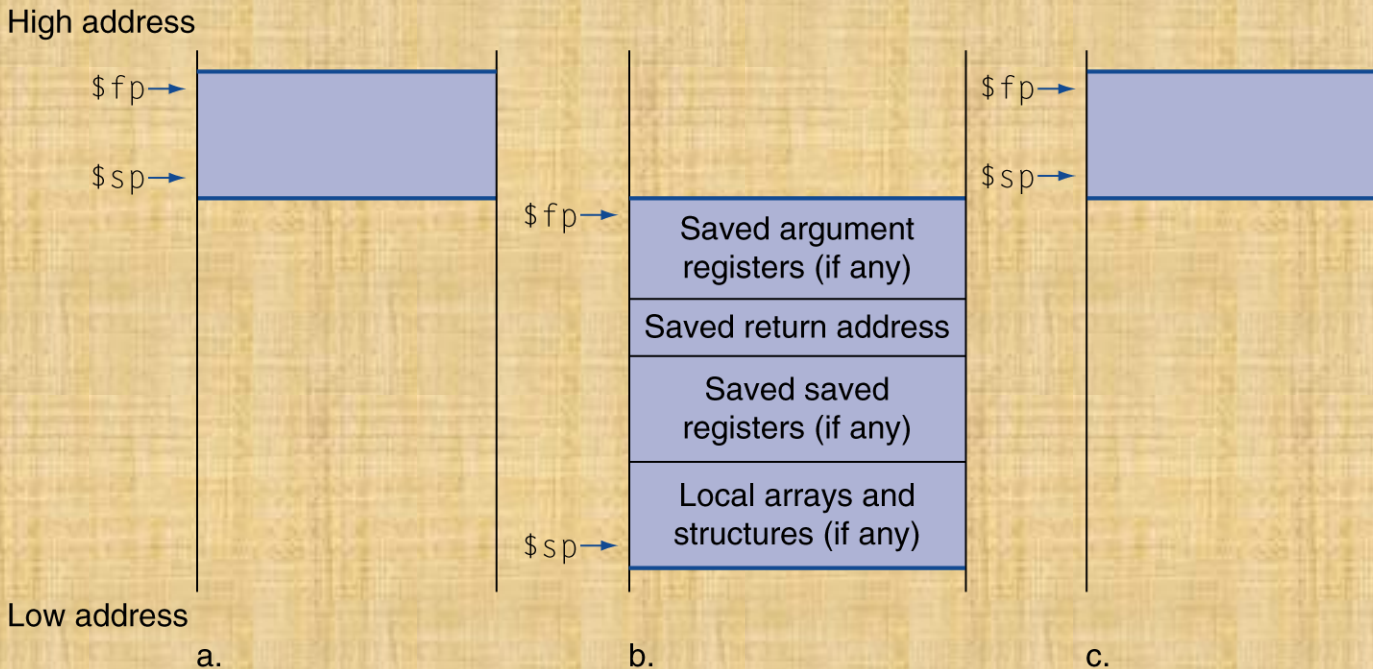 High address
$fp
$sp
$fp
Saved argument
registers (if any)
Saved return address
Saved saved
registers (if any)
Local arrays and
structures (if any)
$sp
$fp
$sp
Low address
a.
b.
c.